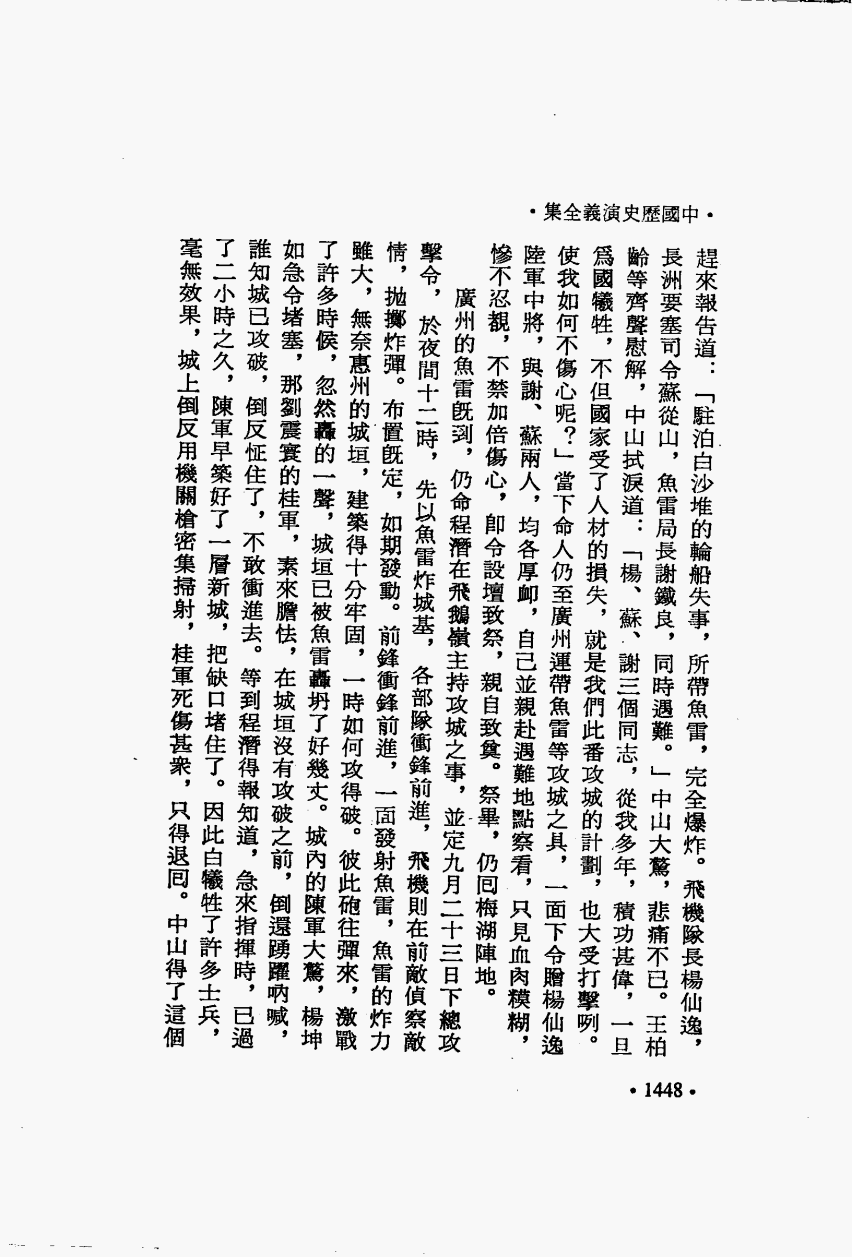 ·中國歷史演義全集·
趕來報告道：「駐泊白沙堆的輪船失事，所帶魚雷，完全爆炸。飛機隊長楊仙逸，
長洲要塞司令蘇從山，魚雷局長謝鐵良，同時遇難。」中山大驚，悲痛不已。王柏
齡等齊聲慰解，中山拭淚道：「楊、蘇、謝三個同志，從我多年，積功甚偉，一旦
爲國犧牲，不但國家受了人材的損失，就是我們此番攻城的計劃，也大受打擊咧。
使我如何不傷心呢？」當下命人仍至廣州運帶魚雷等攻城之具，一面下令贈楊仙逸
陸軍中將，與謝、蘇兩人，均各厚卹，自己並親赴遇難地點察看，只見血肉糢糊，
慘不忍覩，不禁加倍傷心，卽令設壇致祭，親自致奠。祭畢，仍囘梅湖陣地。
廣州的魚雷旣到，仍命程潛在飛鵝嶺主持攻城之事，並定九月二十三日下總攻
擊令，於夜間十二時，先以魚雷炸城基，各部隊衝鋒前進，飛機則在前敵偵察敵
情，拋擲炸彈。布置旣定，如期發動。前鋒衝鋒前進，一面發射魚雷，魚雷的炸力
雖大，無奈惠州的城垣，建築得十分牢固，一時如何攻得破。彼此砲往彈來，激戰
了許多時候，忽然轟的一聲，城垣已被魚雷轟坍了好幾丈。城內的陳軍大驚，楊坤
如急令堵塞，那劉震寰的桂軍，素來膽怯，在城垣沒有攻破之前，倒還踴躍吶喊，
誰知城已攻破，倒反怔住了，不敢衝進去。等到程潛得報知道，急來指揮時，已過
了二小時之久，陳軍早築好了一層新城，把缺口堵住了。因此白犧牲了許多士兵，
毫無效果，城上倒反用機關槍密集掃射，桂軍死傷甚衆，只得退囘。中山得了這個
·1448·